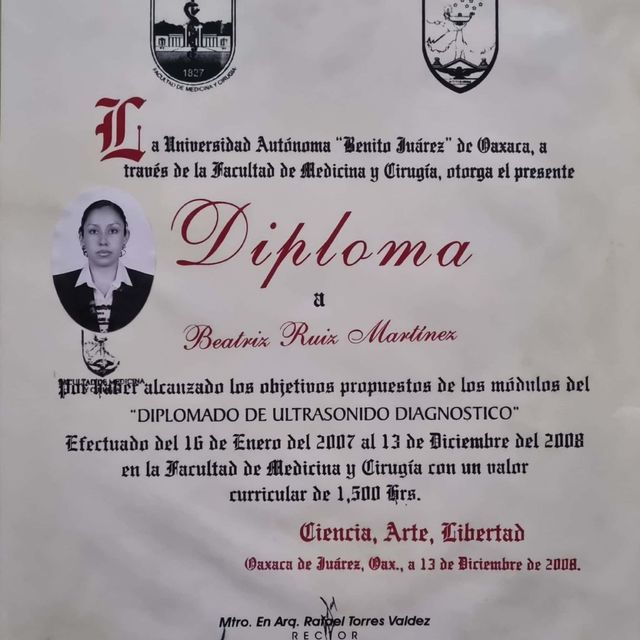 1827
FACULTAD DE MEDICINA Y CIRUGIA
La Universidad Autónoma "Benito Juárez" de Oaxaca, a
través de la Facultad de Medicina y Cirugía, otorga el presente
Diploma
a
Beatriz Ruiz Martínez
FACULTAD DE MEDICINA
por haber alcanzado los objetivos propuestos de los módulos del
"DIPLOMADO DE ULTRASONIDO DIAGNOSTICO"
Efectuado del 16 de Enero del 2007 al 13 de Diciembre del 2008
en la Facultad de Medicina y Cirugía con un valor
curricular de 1,500 Hrs.
Ciencia, Arte, Libertad
Oaxaca de Juárez, Oax., a 13 de Diciembre de 2008.
Mtro. En Arq. Rafael Torres Valdez
RECTOR